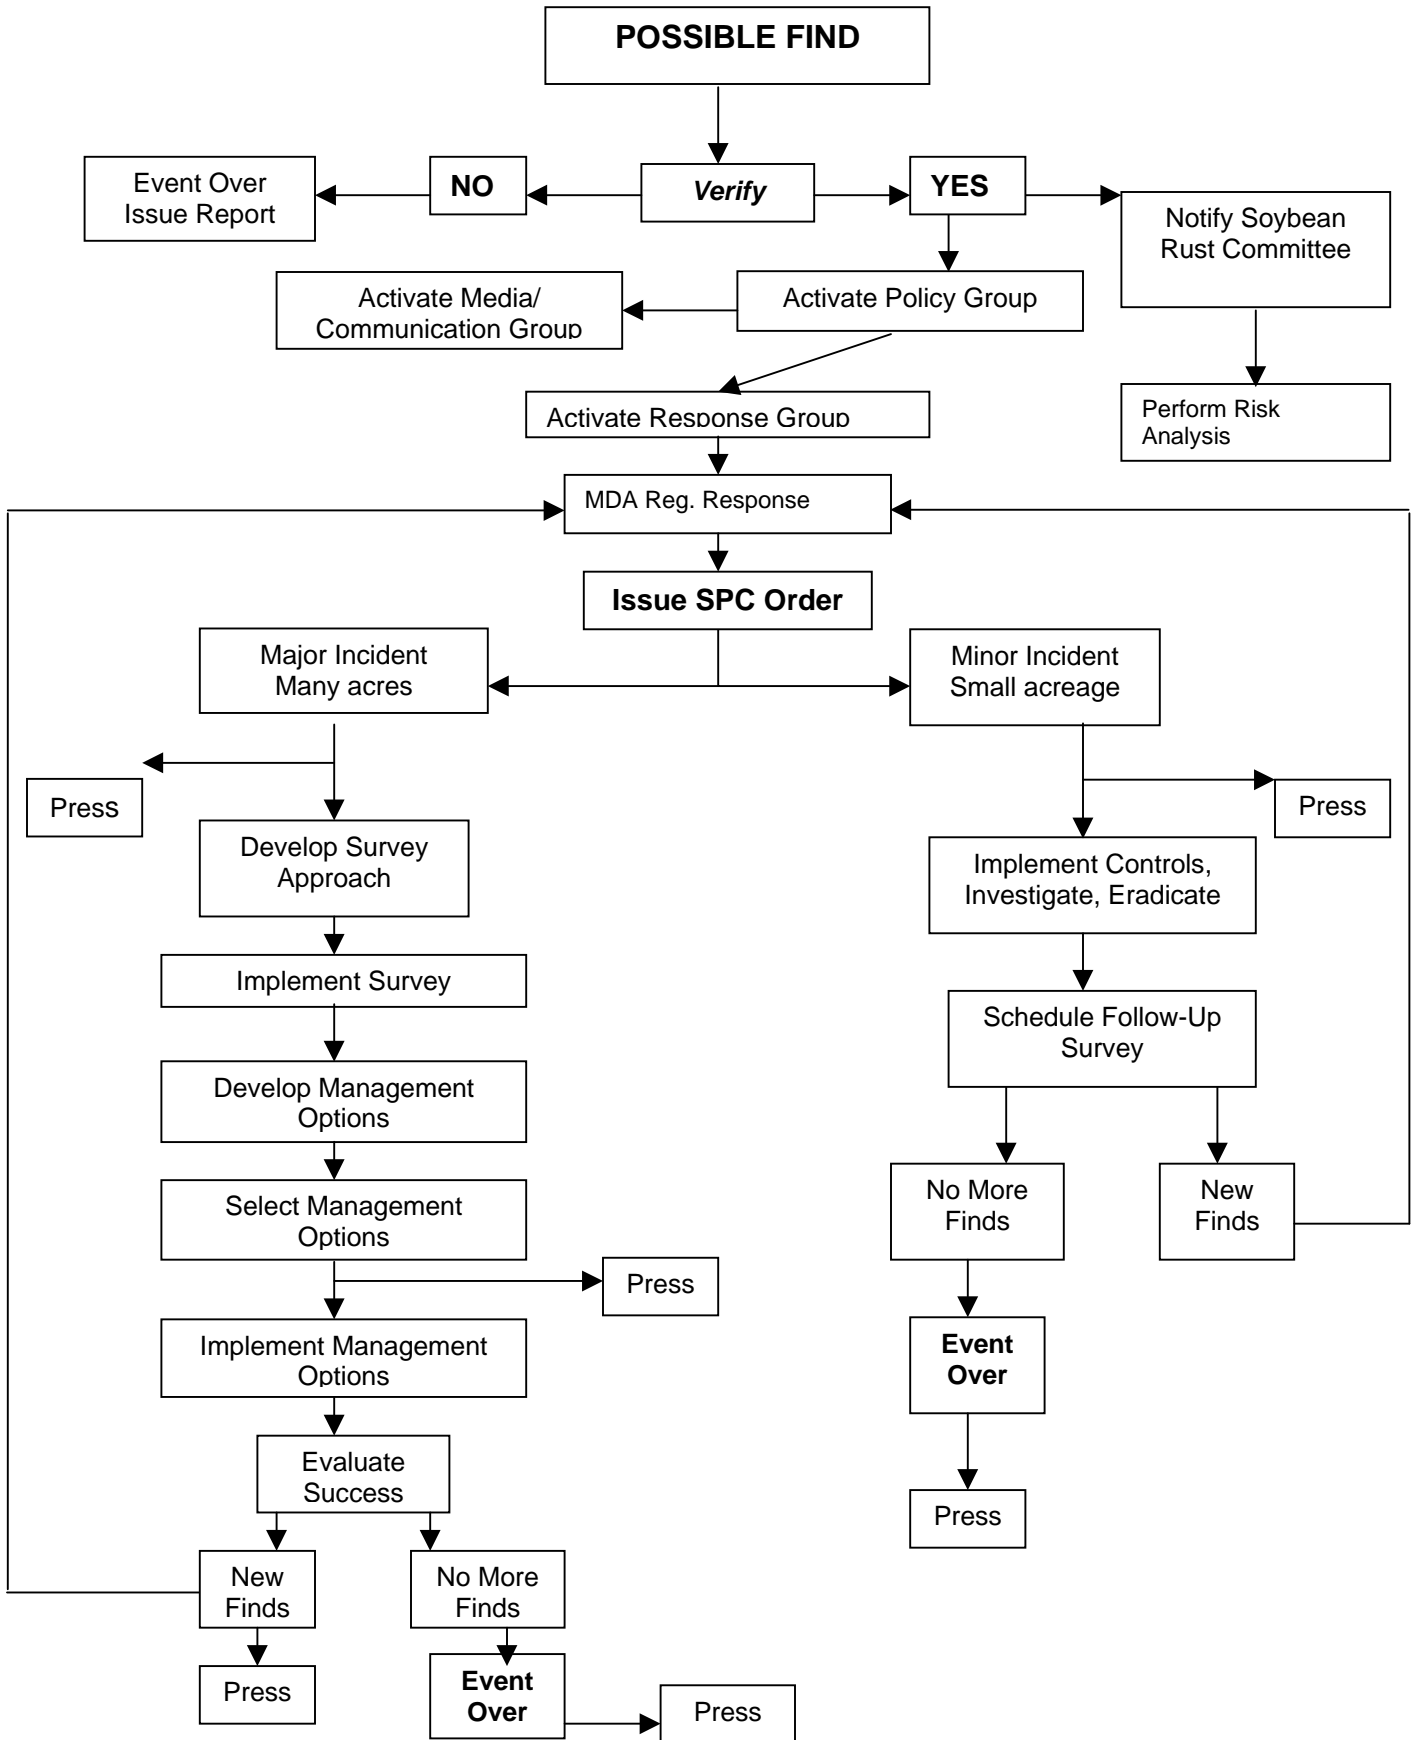 POSSIBLE FIND
Event Over
Issue Report
NO
Verify
YES
Notify Soybean
Rust Committee
Activate Media/
Communication Group
Activate Policy Group
Perform Risk
Analysis
Activate Response Group
MDA Reg. Response
Issue SPC Order
Major Incident
Many acres
Minor Incident
Small acreage
Press
Press
Develop Survey
Approach
Implement Controls,
Investigate, Eradicate
Implement Survey
Schedule Follow-Up
Survey
Develop Management
Options
Select Management
Options
No More
Finds
New
Finds
Press
Implement Management
Options
Event
Over
Evaluate
Success
Press
New
Finds
No More
Finds
Press
Event
Over
Press